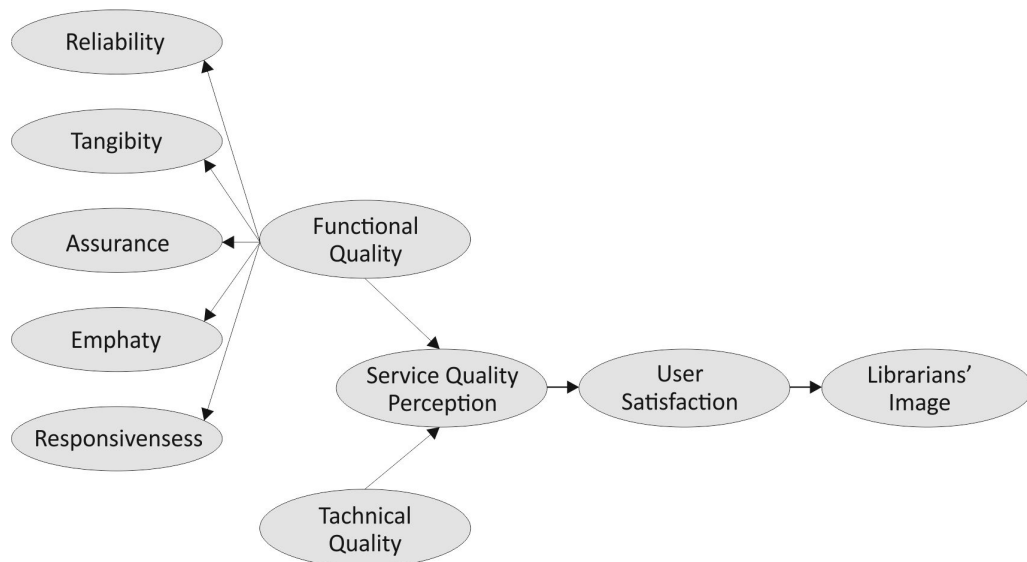 Reliability
Tangibity
Assurance
Emphaty
Responsivensess
Functional
Quality
Service Quality
Perception
Tachnical
Quality
User
Satisfaction
Librarians’
Image